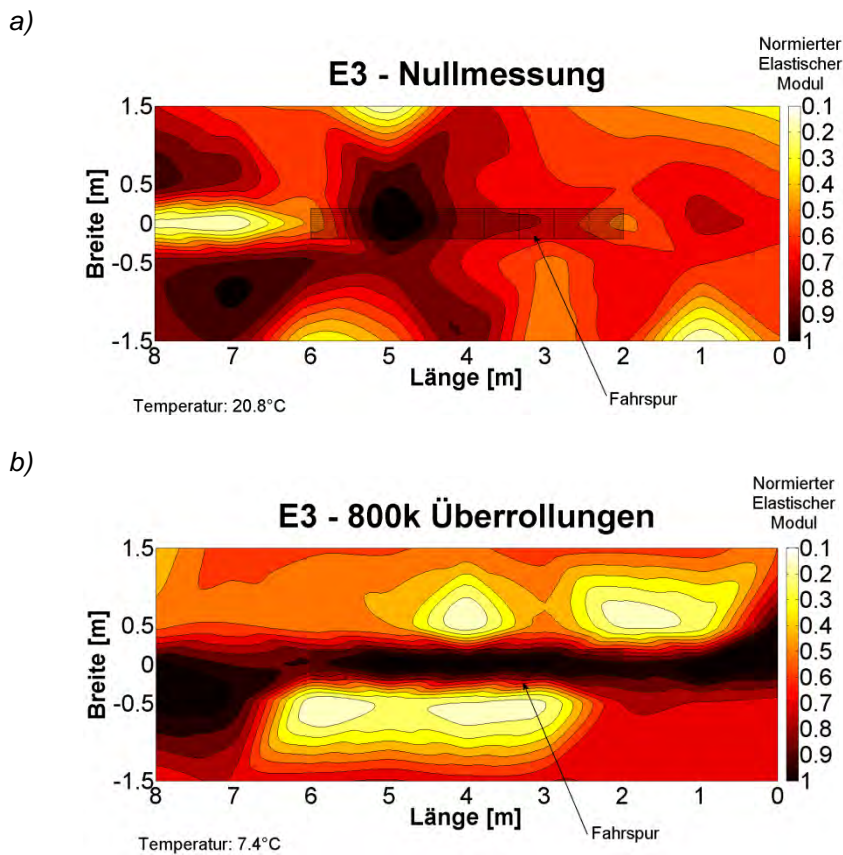 a)
E3 - Nullmessung
Normierter
Elastischer
Modul
1.5
0.5
0
-0.5
-1.5
Breite [m]
8 7 6 5 4 3 2 1 0
Länge [m]
0.1
0.2
0.3
0.4
0.5
0.6
0.7
0.8
0.9
1
Temperatur: 20.8°C
Fahrspur
b)
E3 - 800k Überrollungen
Normierter
Elastischer
Modul
1.5
0.5
0
-0.5
-1.5
Breite [m]
8 7 6 5 4 3 2 1 0
Länge [m]
0.1
0.2
0.3
0.4
0.5
0.6
0.7
0.8
0.9
1
Temperatur: 7.4°C
Fahrspur